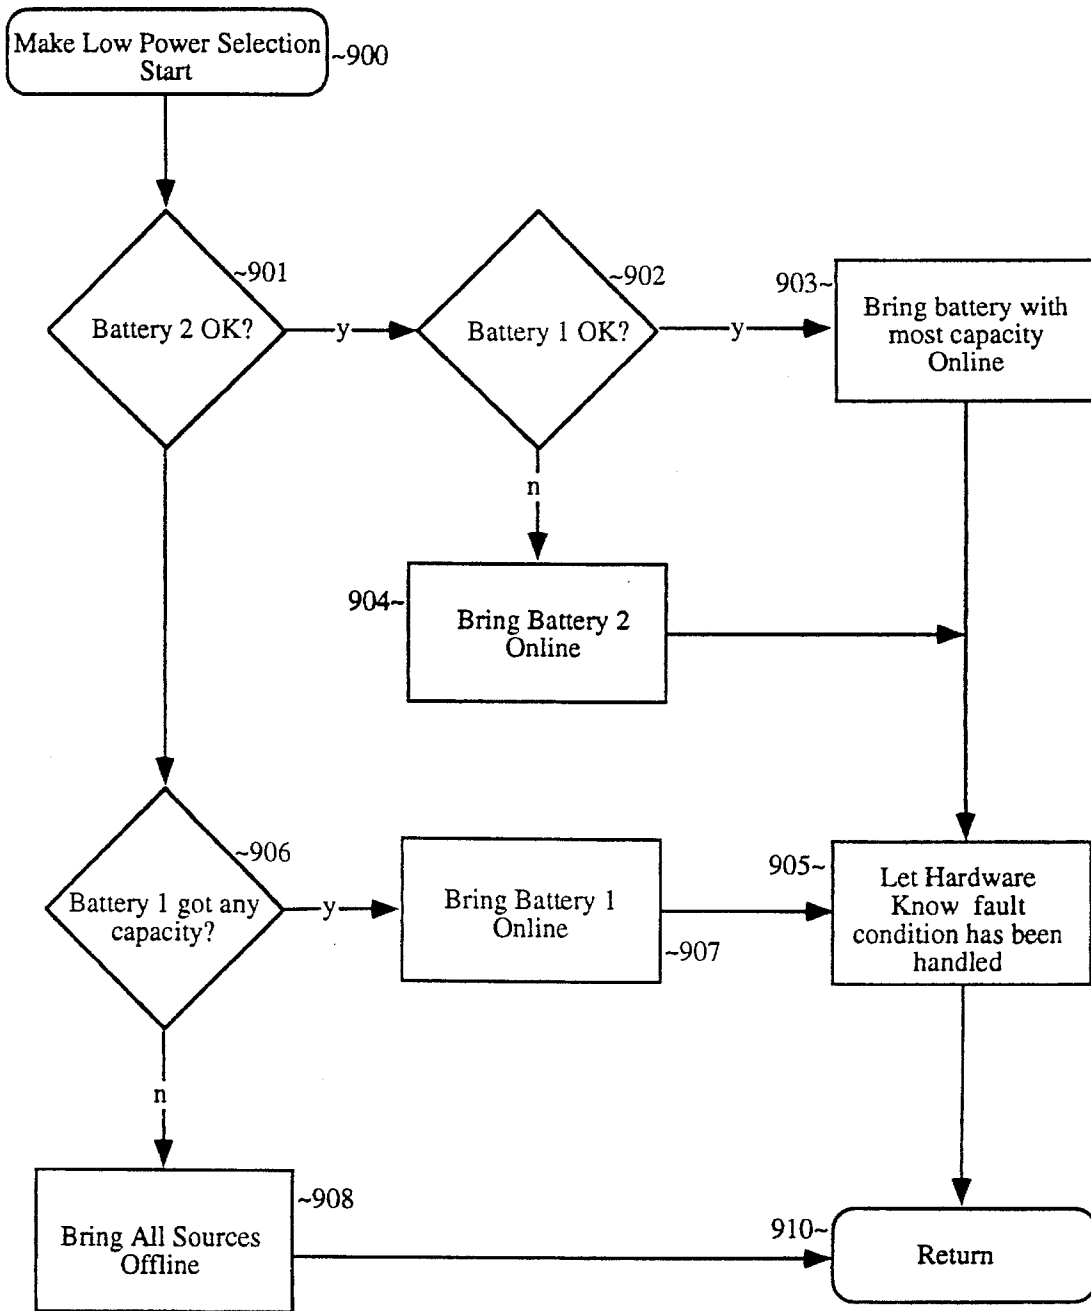 Make Low Power Selection
Start
~900
~901
Battery 2 OK?
y
~902
Battery 1 OK?
y
903~
Bring battery with
most capacity
Online
n
904~
Bring Battery 2
Online
~906
Battery 1 got any
capacity?
y
Bring Battery 1
Online
~907
905~
Let Hardware
Know fault
condition has been
handled
n
~908
Bring All Sources
Offline
910~
Return